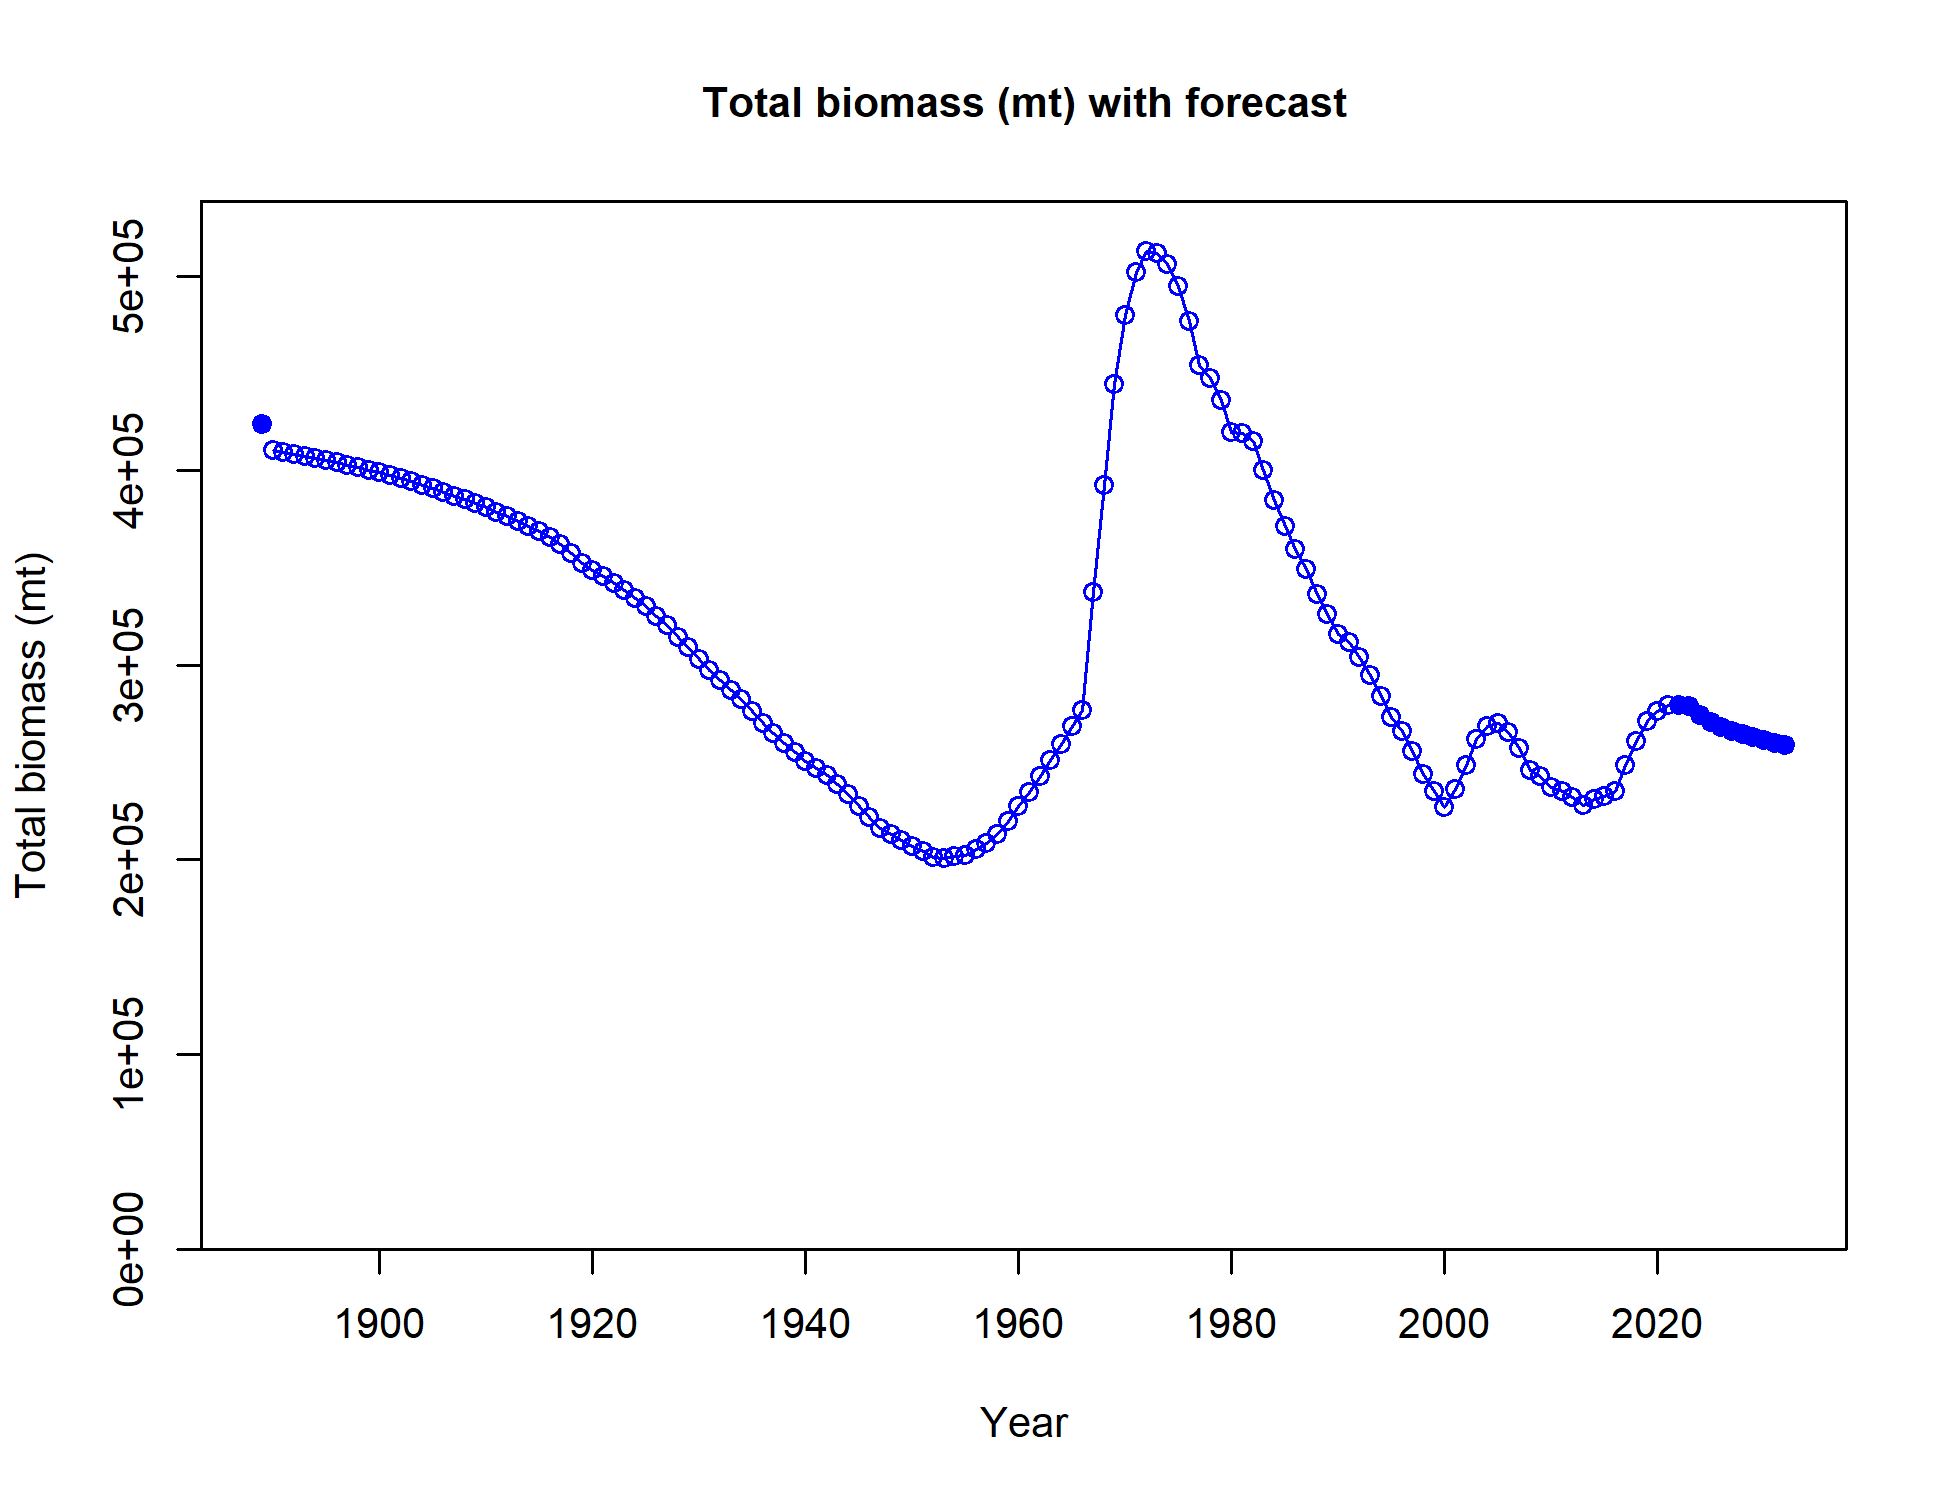 Total biomass (mt) with forecast
Total biomass (mt)
5e+05
4e+05
3e+05
2e+05
1e+05
0e+00
1900 1920 1940 1960 1980 2000 2020
Year